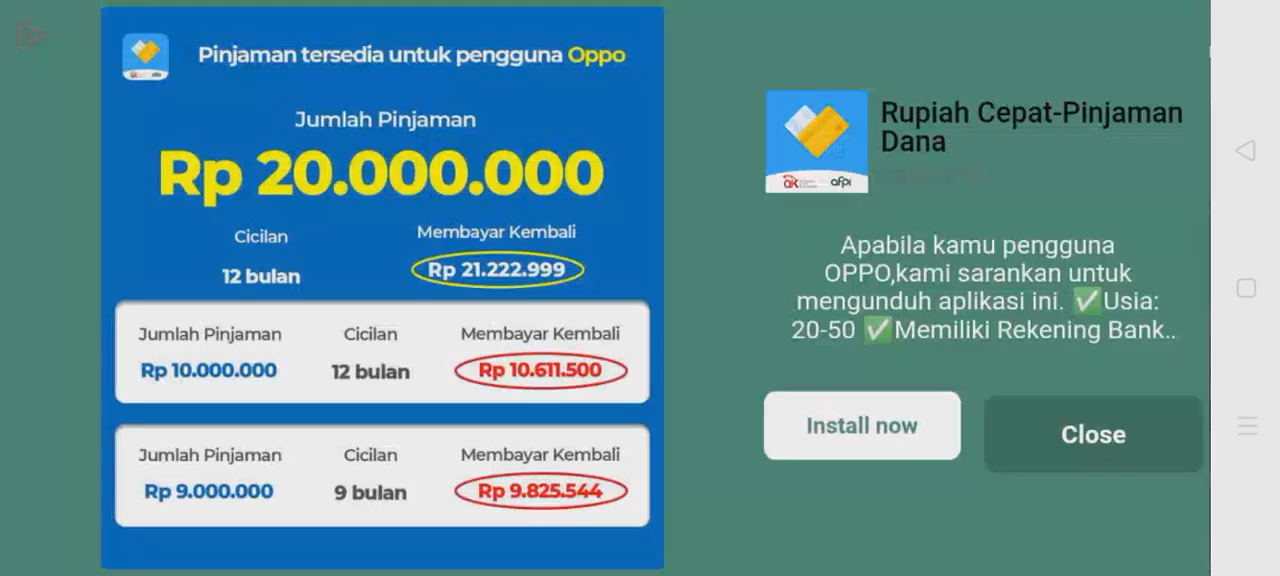 Pinjaman tersedia untuk pengguna Oppo
Jumlah Pinjaman
Rp 20.000.000
Cicilan
Membayar Kembali
12 bulan
Rp 21.222.999
Jumlah Pinjaman
Cicilan
Membayar Kembali
Rp 10.000.000
12 bulan
Rp 10.611.500
Jumlah Pinjaman
Cicilan
Membayar Kembali
Rp 9.000.000
9 bulan
Rp 9.825.544
Rupiah Cepat-Pinjaman
Dana
afpi
Apabila kamu pengguna
OPPO,kami sarankan untuk
mengunduh aplikasi ini. ✅Usia:
20-50 ✅Memiliki Rekening Bank..
Install now
Close